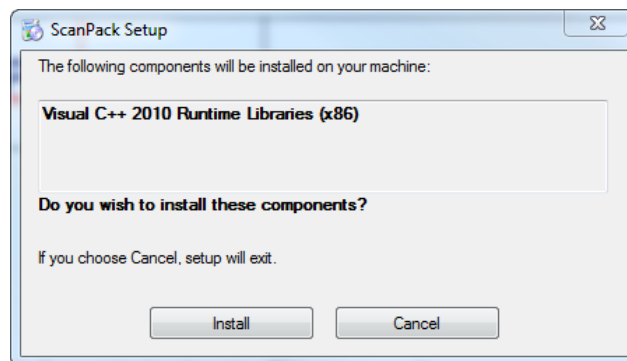 ScanPack Setup
The following components will be installed on your machine:
Visual C++ 2010 Runtime Libraries (x86)
Do you wish to install these components?
If you choose Cancel, setup will exit.
Install
Cancel